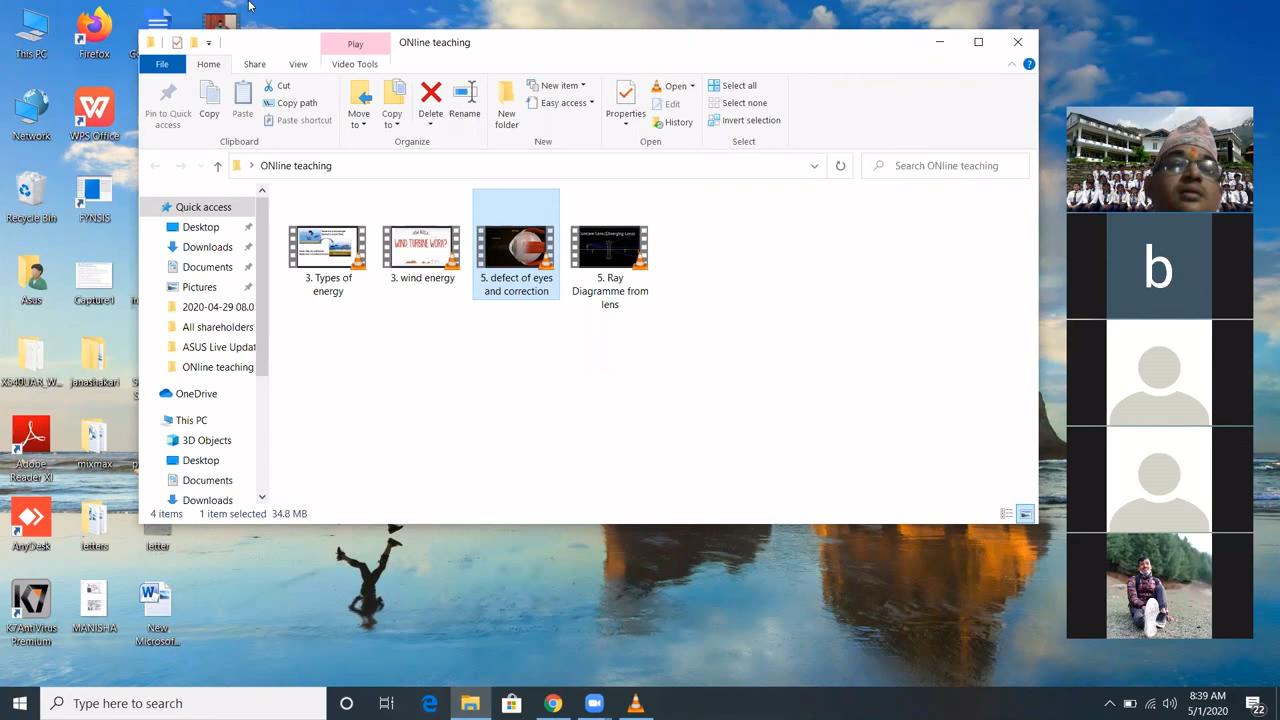 Play
ONline teaching
File
Home
Share
View
Video Tools
Pin to Quick
access
Copy
Paste
Cut
Copy path
Paste shortcut
Clipboard
Move
to
Copy
to
Delete
Rename
Organize
New
folder
New item
Easy access
New
Properties
Open
Edit
History
Open
Select all
Select none
Invert selection
Select
ONline teaching
Search ONline teaching
Quick access
Desktop
Downloads
Documents
Pictures
2020-04-29 08.0
All shareholders
ASUS Live Updat
ONline teaching
OneDrive
This PC
3D Objects
Desktop
Documents
Downloads
WIND TURBINE WORK?
3. Types of
energy
3. wind energy
5. defect of eyes
and correction
5. Ray
Diagramme from
lens
4 items
1 item selected
34.8 MB
This PC
Firefox
Network
WPS Office
Recycle Bin
FYNSIS
Asus
Capture1
X540UAR_W...
janashakari
Adobe
Reader XI
mixmax
AnyDesk
letters
letter
K7AntiVirus
Premium
MANISHA
New
Microsof...
b
Type here to search
8:39 AM
5/1/2020
22